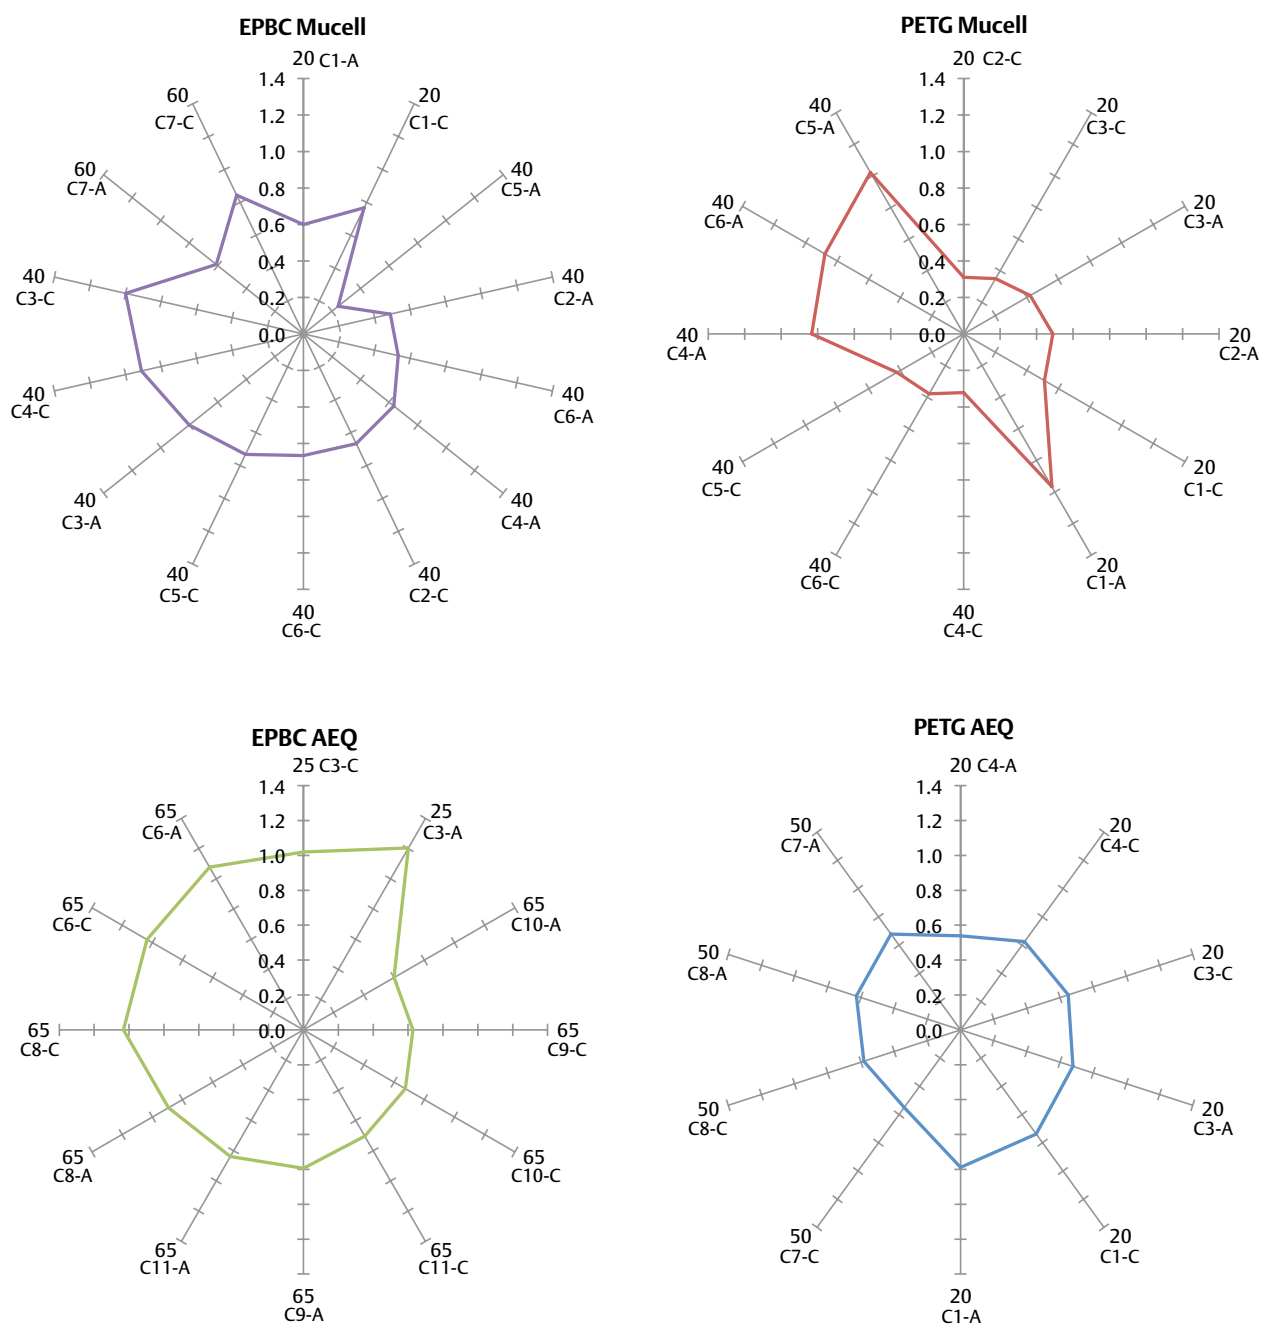 EPBC Mucell
20 C1-A
1.4
1.2
1.0
0.8
0.6
0.4
0.2
0.0
20
C1-C
40
C5-A
40
C2-A
40
C6-A
40
C4-A
40
C2-C
40
C6-C
40
C5-C
40
C3-A
40
C4-C
40
C3-C
60
C7-A
60
C7-C
PETG Mucell
20 C2-C
1.4
1.2
1.0
0.8
0.6
0.4
0.2
0.0
20
C3-C
20
C3-A
20
C2-A
20
C1-C
20
C1-A
40
C4-C
40
C6-C
40
C5-C
40
C4-A
40
C6-A
40
C5-A
EPBC AEQ
25 C3-C
1.4
1.2
1.0
0.8
0.6
0.4
0.2
0.0
25
C3-A
65
C10-A
65
C9-C
65
C10-C
65
C11-C
65
C9-A
65
C11-A
65
C8-A
65
C8-C
65
C6-C
65
C6-A
PETG AEQ
20 C4-A
1.4
1.2
1.0
0.8
0.6
0.4
0.2
0.0
20
C4-C
20
C3-C
20
C3-A
20
C1-C
20
C1-A
50
C7-C
50
C8-C
50
C8-A
50
C7-A